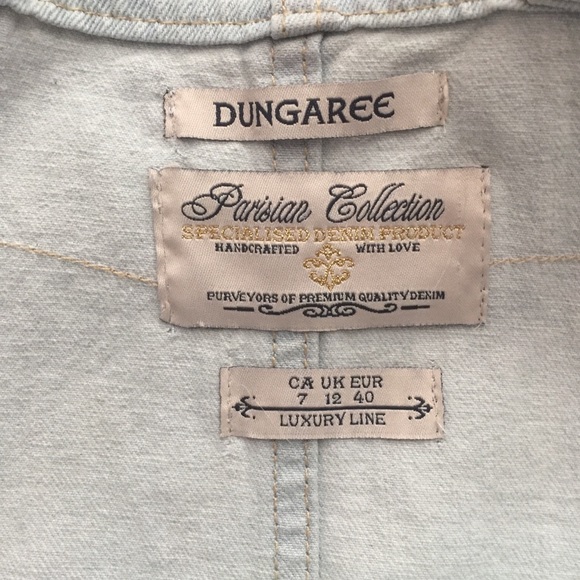 DUNGAREE
Parisian Collection
SPECIALISED DENIM PRODUCT
HANDCRAFTED WITH LOVE
PURVEYORS OF PREMIUM QUALITY DENIM
CA UK EUR
7 12 40
LUXURY LINE